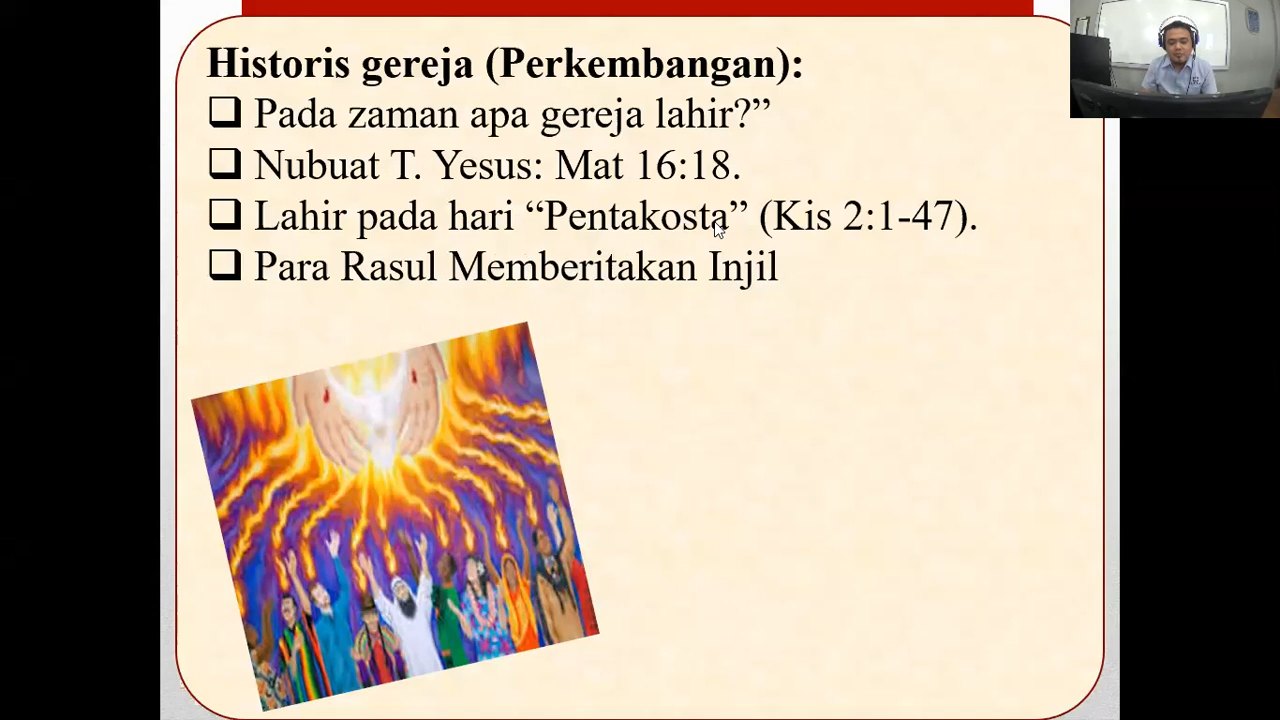 Historis gereja (Perkembangan):
❑ Pada zaman apa gereja lahir?”
❑ Nubuat T. Yesus: Mat 16:18.
❑ Lahir pada hari “Pentakosta” (Kis 2:1-47).
❑ Para Rasul Memberitakan Injil